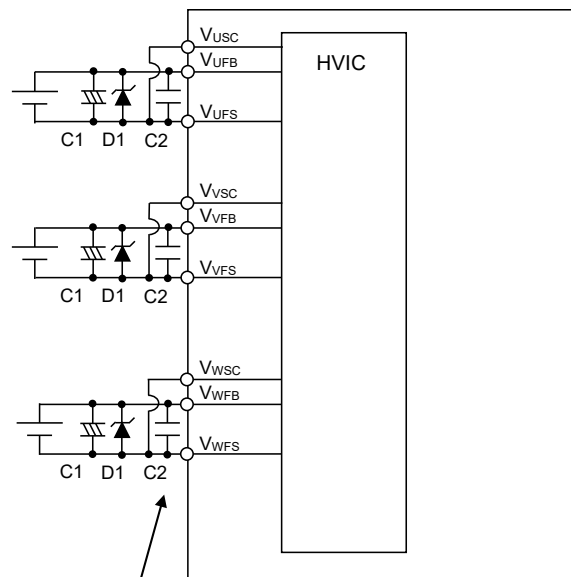 VUSC
VUFB
HVIC
VUFS
C1 D1 C2
VVSC
VVFB
VVFS
C1 D1 C2
VWSC
VWFB
VWFS
C1 D1 C2